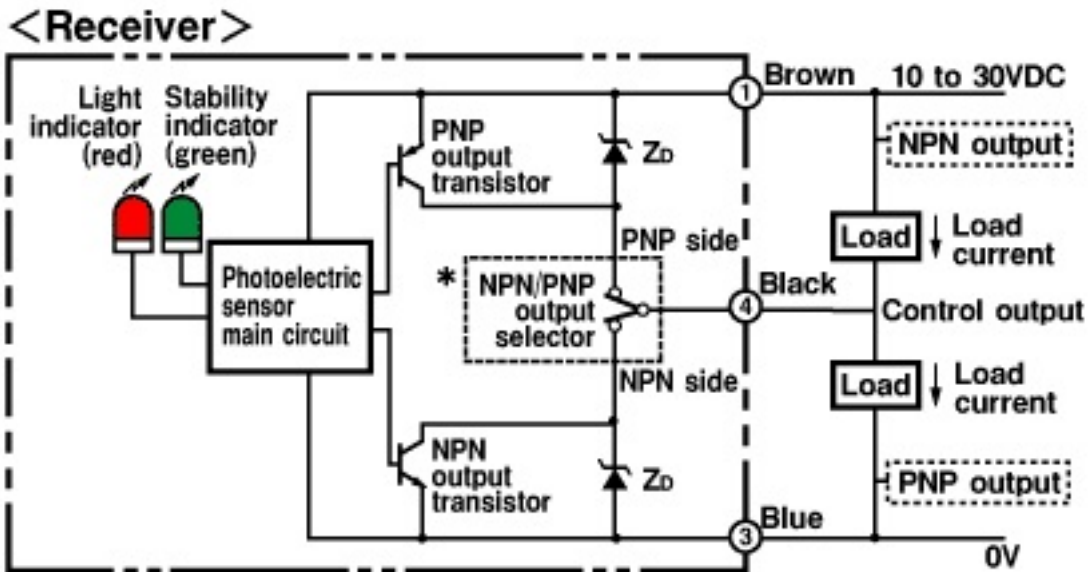 <Receiver>
Light
indicator
(red)
Stability
indicator
(green)
PNP
output
transistor
ZD
① Brown
10 to 30VDC
NPN output
Load
Load
current
PNP side
*
NPN/PNP
output
selector
④ Black
Control output
Photoelectric
sensor
main circuit
NPN side
Load
Load
current
NPN
output
transistor
ZD
PNP output
③ Blue
0V